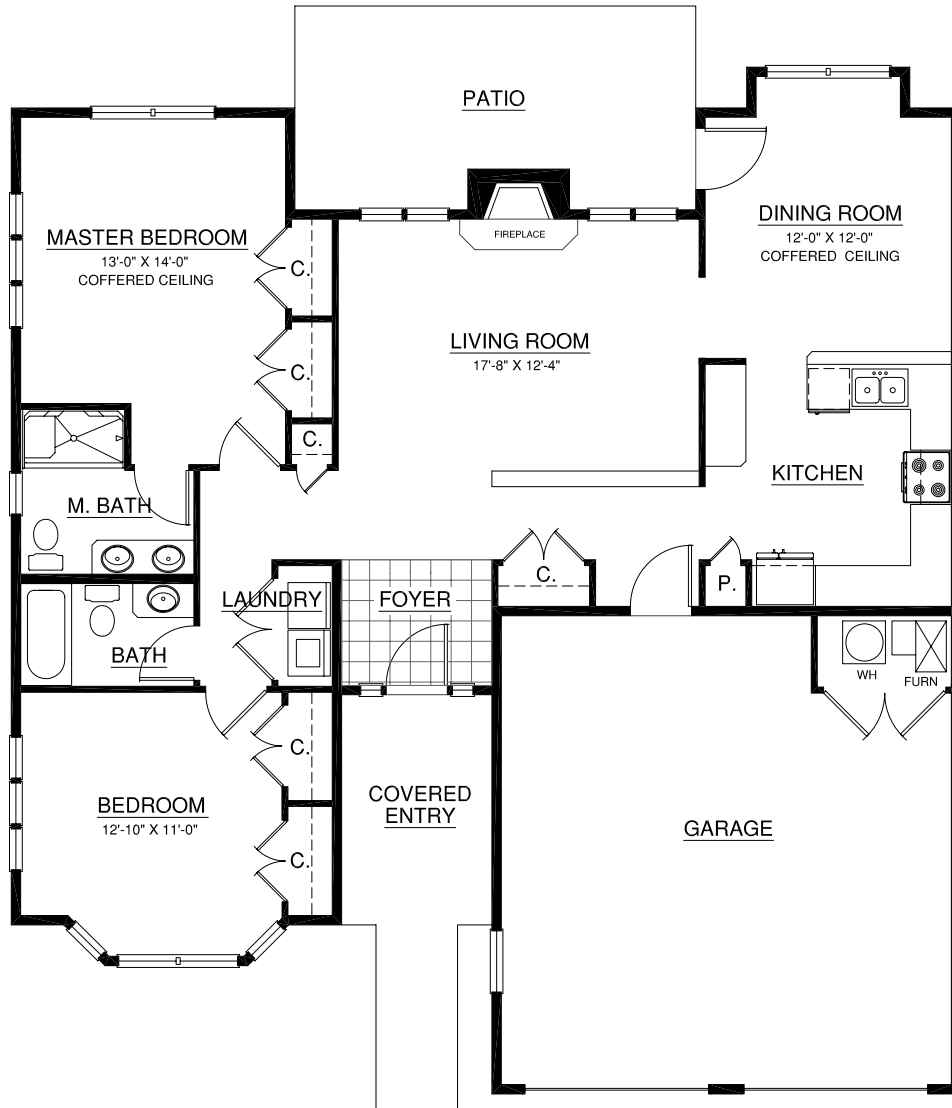 PATIO
FIREPLACE
DINING ROOM
12'-0" X 12'-0"
COFFERED CEILING
MASTER BEDROOM
13'-0" X 14'-0"
COFFERED CEILING
C.
LIVING ROOM
17'-8" X 12'-4"
C.
C.
KITCHEN
M. BATH
C.
P.
LAUNDRY
FOYER
BATH
WH
FURN
C.
BEDROOM
12'-10" X 11'-0"
COVERED
ENTRY
GARAGE
C.